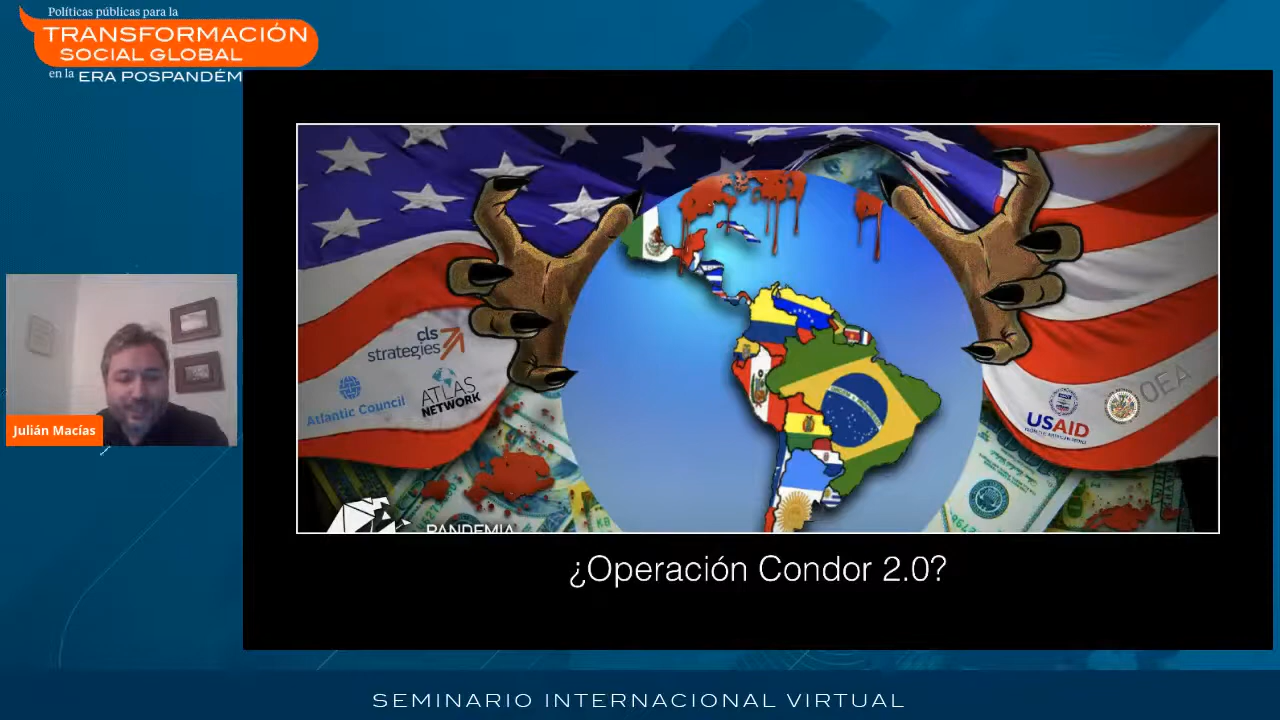 Políticas públicas para la
TRANSFORMACIÓN
SOCIAL GLOBAL
en la ERA POSPANDÉM
cls
strategies
Atlantic Council
ATLAS
NETWORK
USAID
OEA
PANDEMIA
Julián Macías
¿Operación Condor 2.0?
SEMINARIO INTERNACIONAL VIRTUAL